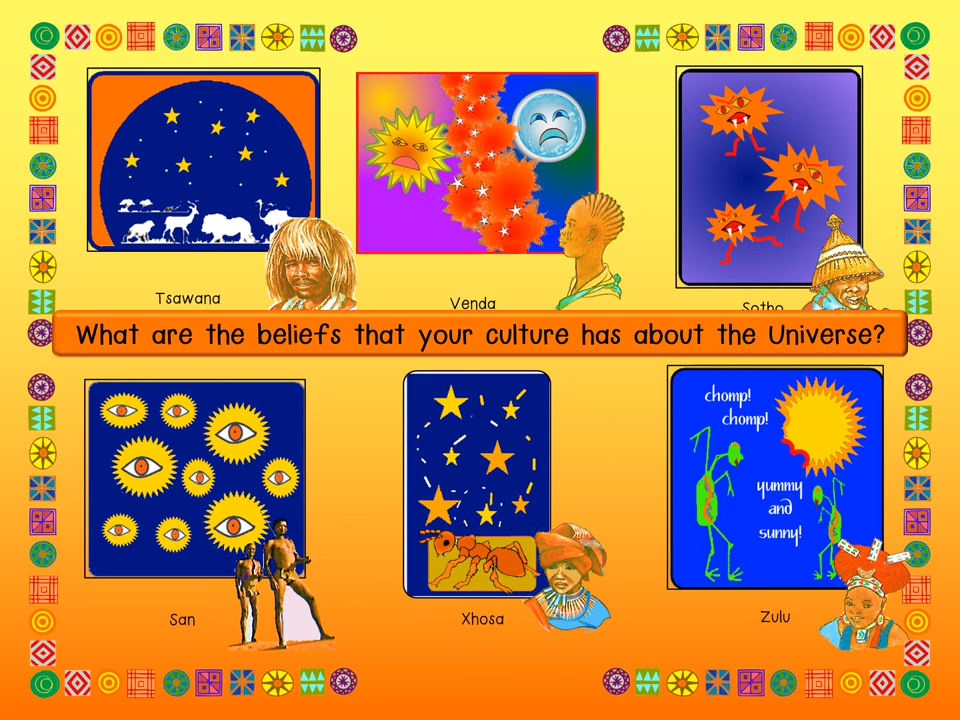 Tsawana
Venda
Sotho
What are the beliefs that your culture has about the Universe?
chomp!
chomp!
yummy
and
sunny!
San
Xhosa
Zulu